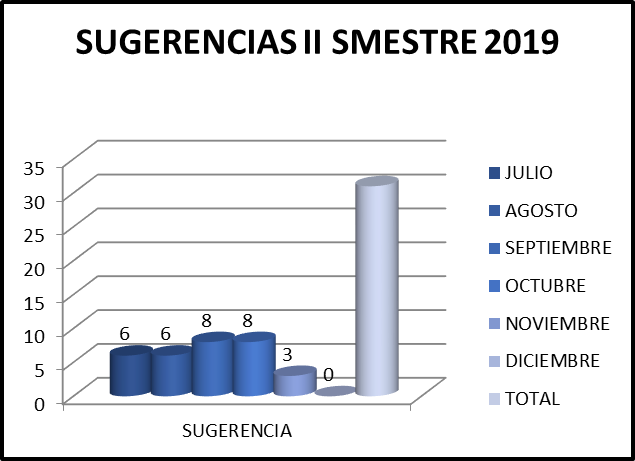 SUGERENCIAS II SMESTRE 2019
35
30
25
20
15
10
5
0
6
6
8
8
3
0
SUGERENCIA
JULIO
AGOSTO
SEPTIEMBRE
OCTUBRE
NOVIEMBRE
DICIEMBRE
TOTAL